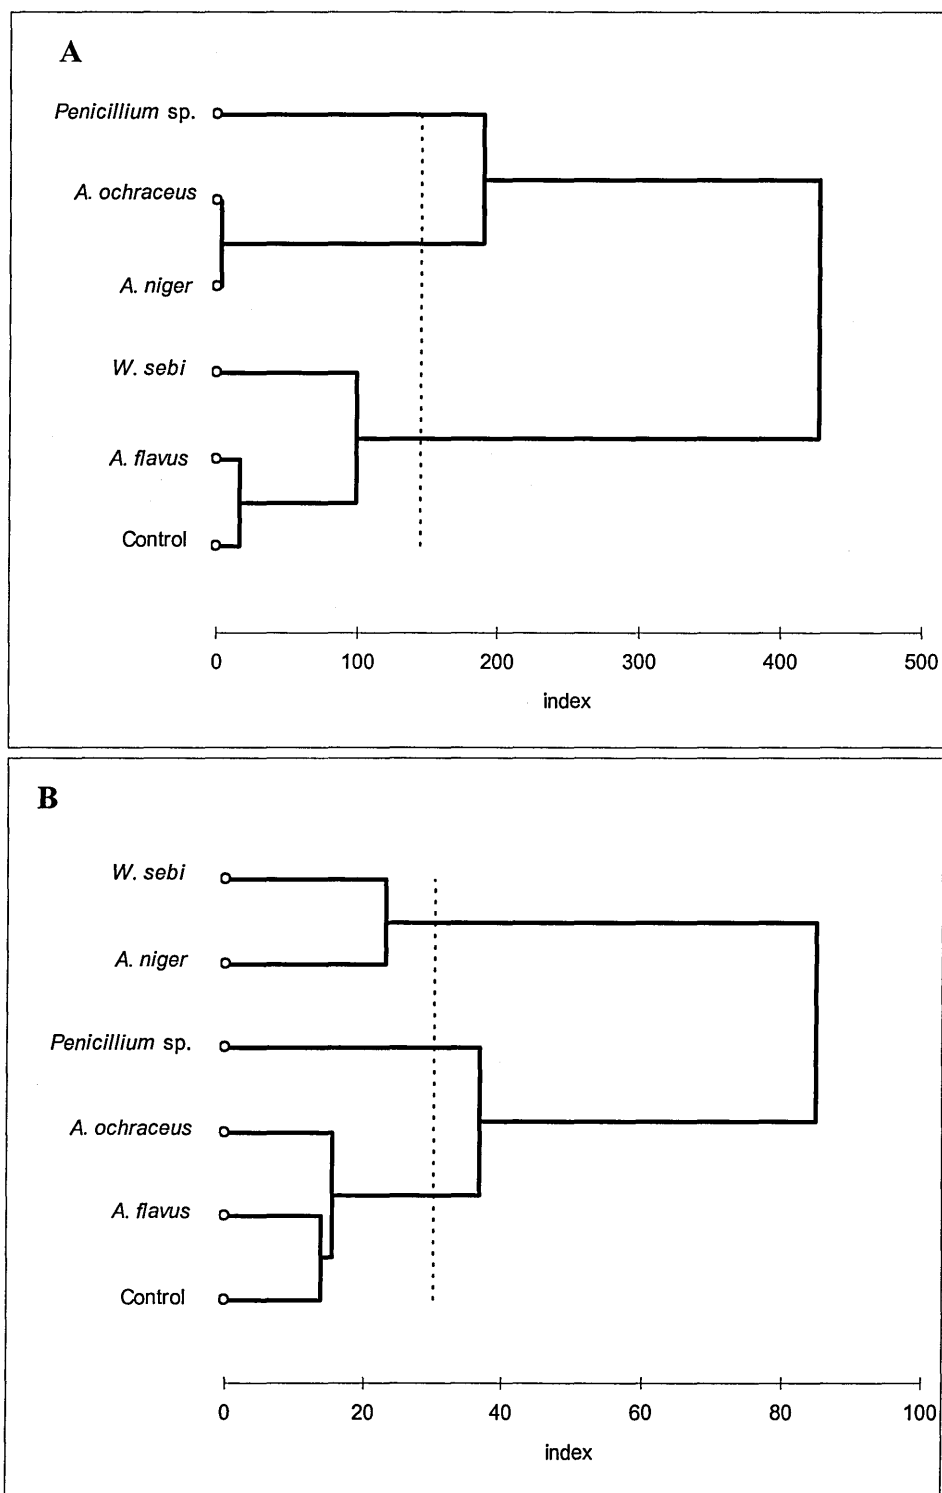 A
Penicillium sp.
A. ochraceus
A. niger
W. sebi
A. flavus
Control
0 100 200 300 400 500
index
B
W. sebi
A. niger
Penicillium sp.
A. ochraceus
A. flavus
Control
0 20 40 60 80 100
index